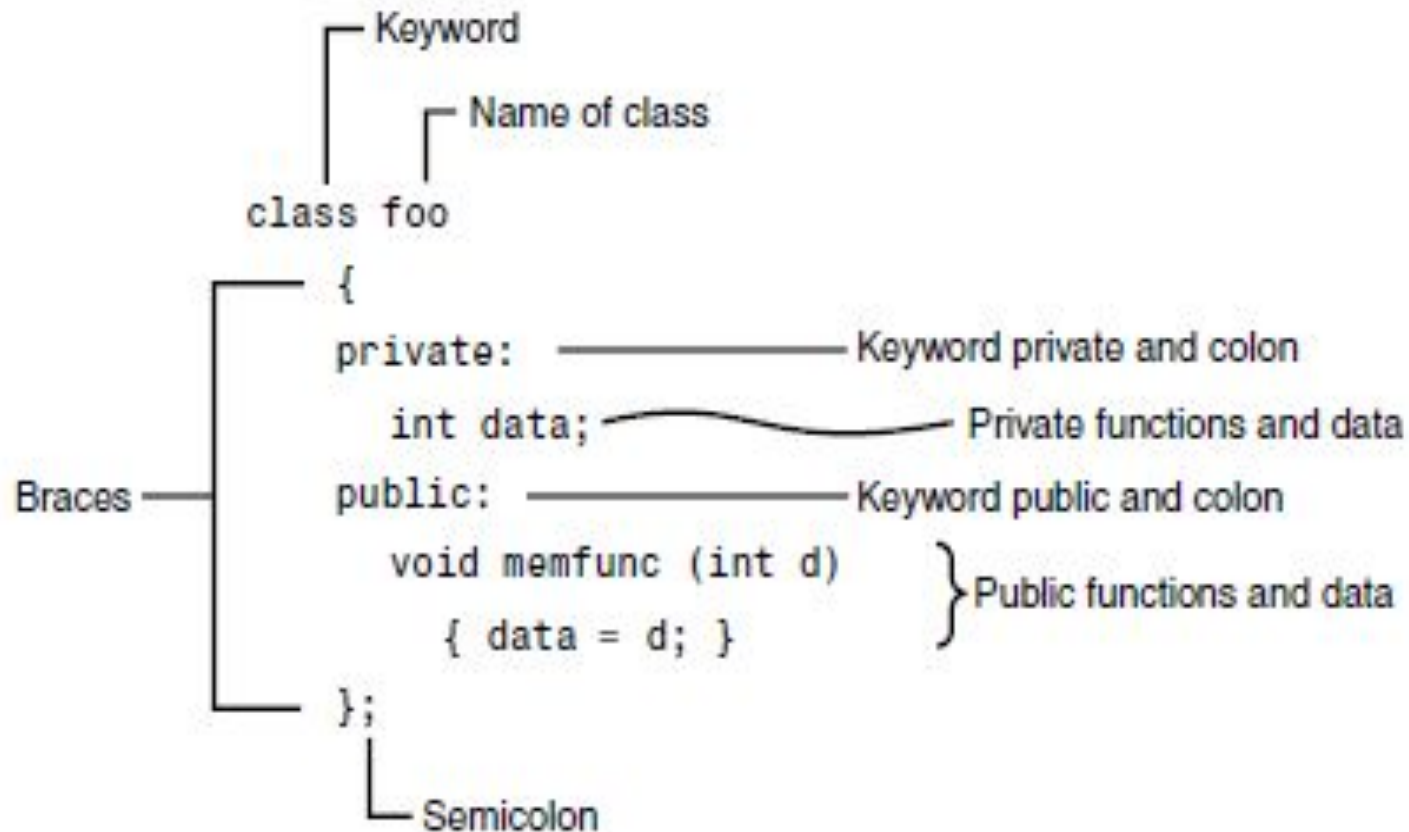 Keyword
Name of class
class foo
{
private: Keyword private and colon
int data; Private functions and data
Braces public: Keyword public and colon
void memfunc (int d)
Public functions and data
{ data = d; }
};
Semicolon